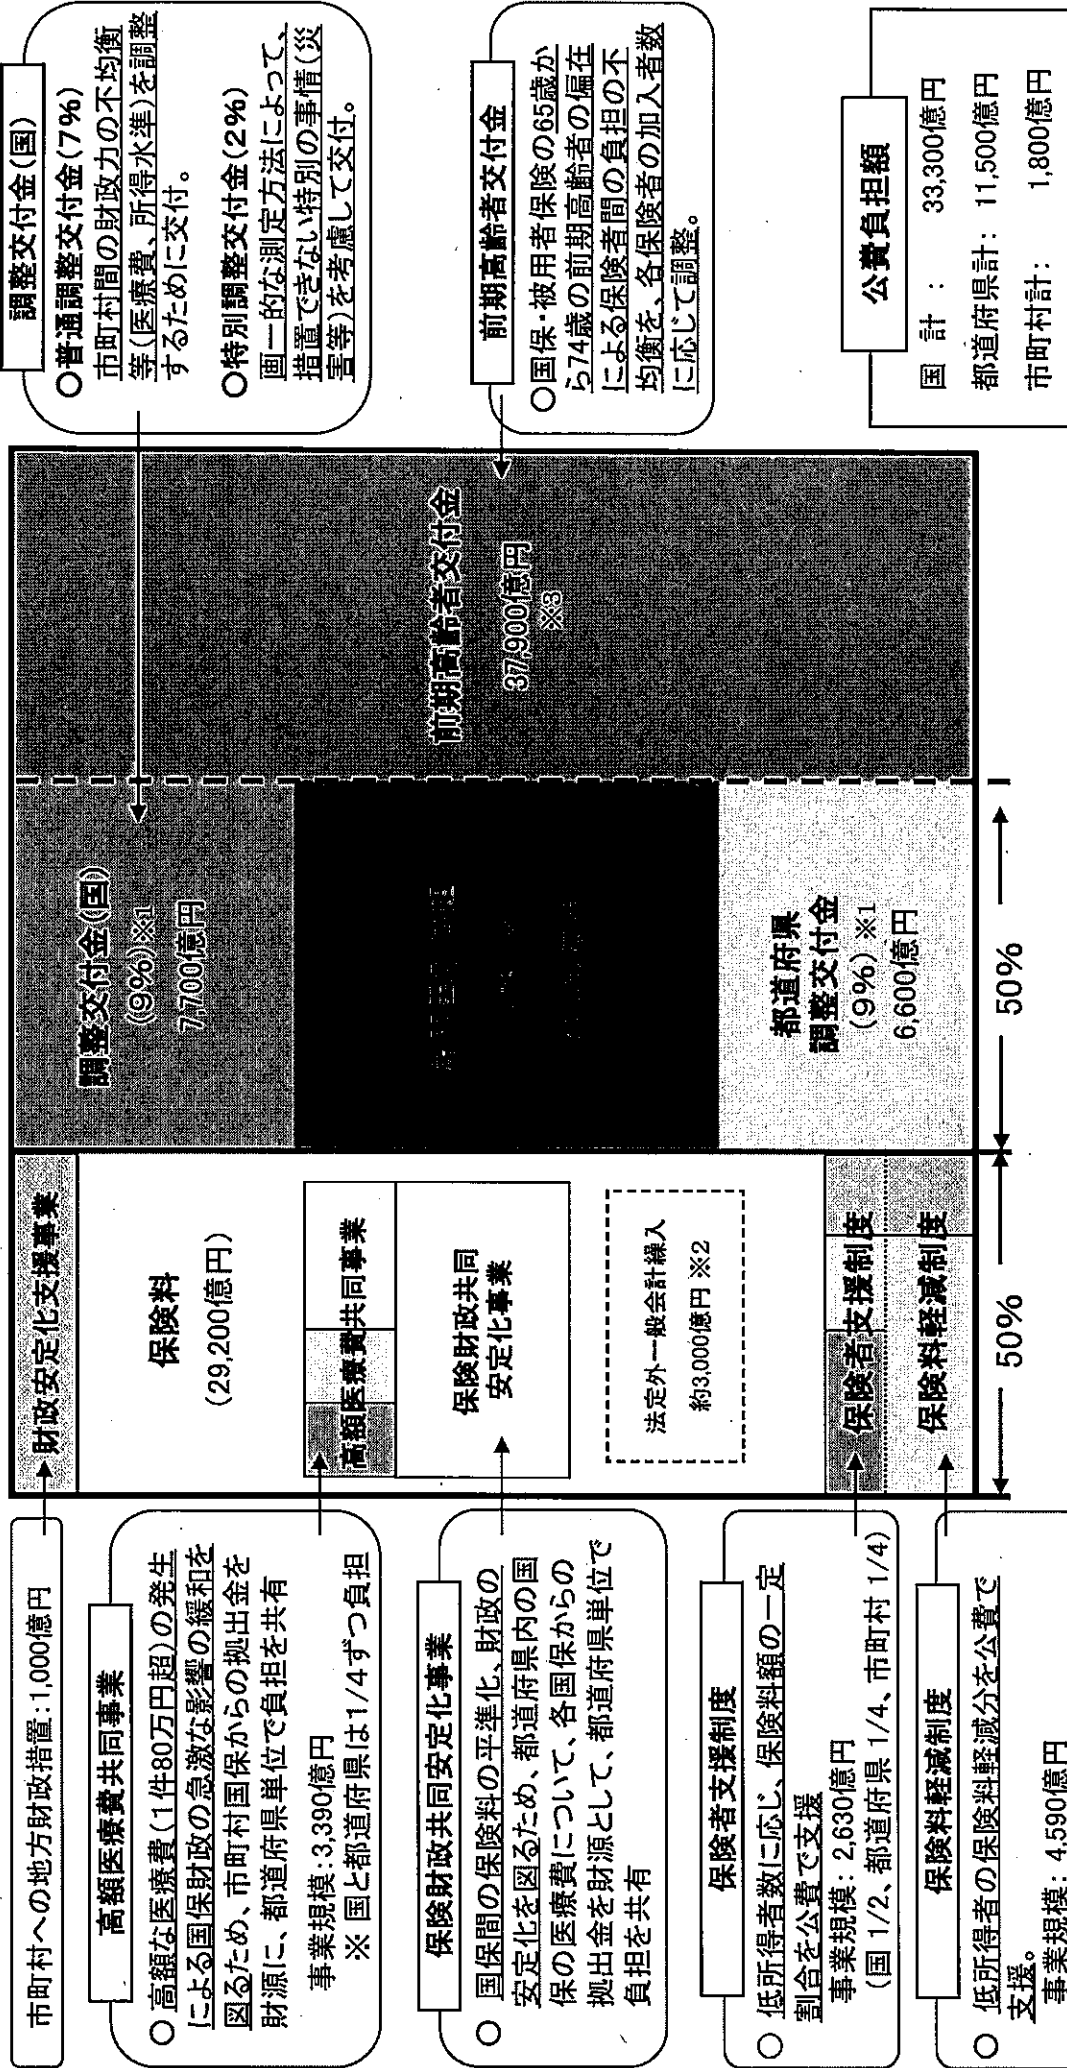 市町村への地方財政措置：1,000億円
高額医療費共同事業
○ 高額な医療費（１件80万円超）の発生
による国保財政の急激な影響の緩和を
図るため、市町村国保からの拠出金を
財源に、都道府県単位で負担を共有
事業規模：3,390億円
※ 国と都道府県は１/４ずつ負担
保険財政共同安定化事業
○ 国保間の保険料の平準化、財政の
安定化を図るため、都道府県内の国
保の医療費について、各国保からの
拠出金を財源として、都道府県単位で
負担を共有
保険者支援制度
○ 低所得者数に応じ、保険料額の一定
割合を公費で支援
事業規模：2,630億円
（国 1/2、都道府県 1/4、市町村 1/4）
保険料軽減制度
○ 低所得者の保険料軽減分を公費で
支援。
事業規模：4,590億円
財政安定化支援事業
保険料
（29,200億円）
高額医療費共同事業
保険財政共同
安定化事業
法定外一般会計繰入
約3,000億円 ※2
保険者支援制度
保険料軽減制度
50%
調整交付金（国）
（９％）※1
7,700億円
都道府県
調整交付金
（９％）※1
6,600億円
50%
前期高齢者交付金
37,900億円
※3
調整交付金（国）
○普通調整交付金（7％）
市町村間の財政力の不均衡
等（医療費、所得水準）を調整
するために交付。
○特別調整交付金（2％）
画一的な測定方法によって、
措置できない特別の事情（災
害等）を考慮して交付。
前期高齢者交付金
○国保・被用者保険の65歳か
ら74歳の前期高齢者の偏在
による保険者間の負担の不
均衡を、各保険者の加入者数
に応じて調整。
公費負担額
国 計 ： 33,300億円
都道府県計： 11,500億円
市町村計： 1,800億円